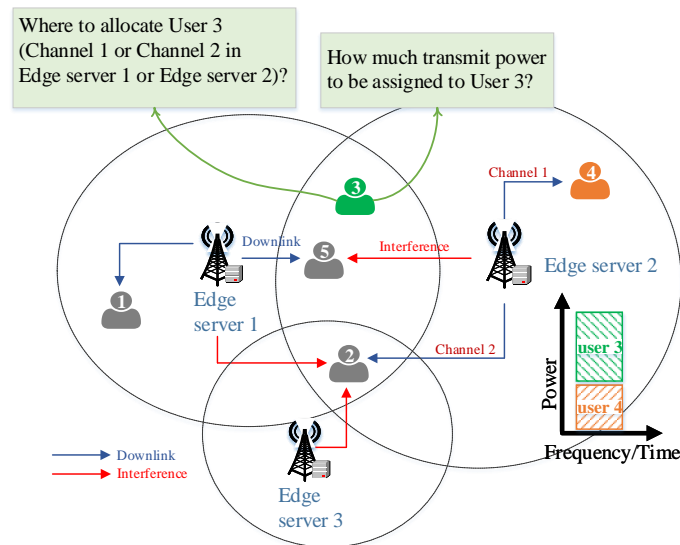 Where to allocate User 3
(Channel 1 or Channel 2 in
Edge server 1 or Edge server 2)?
How much transmit power
to be assigned to User 3?
3
Channel 1
4
Downlink
5
Interference
Edge server 2
1
Edge
server 1
2
Channel 2
user 3
user 4
Power
Frequency/Time
Downlink
Interference
Edge
server 3